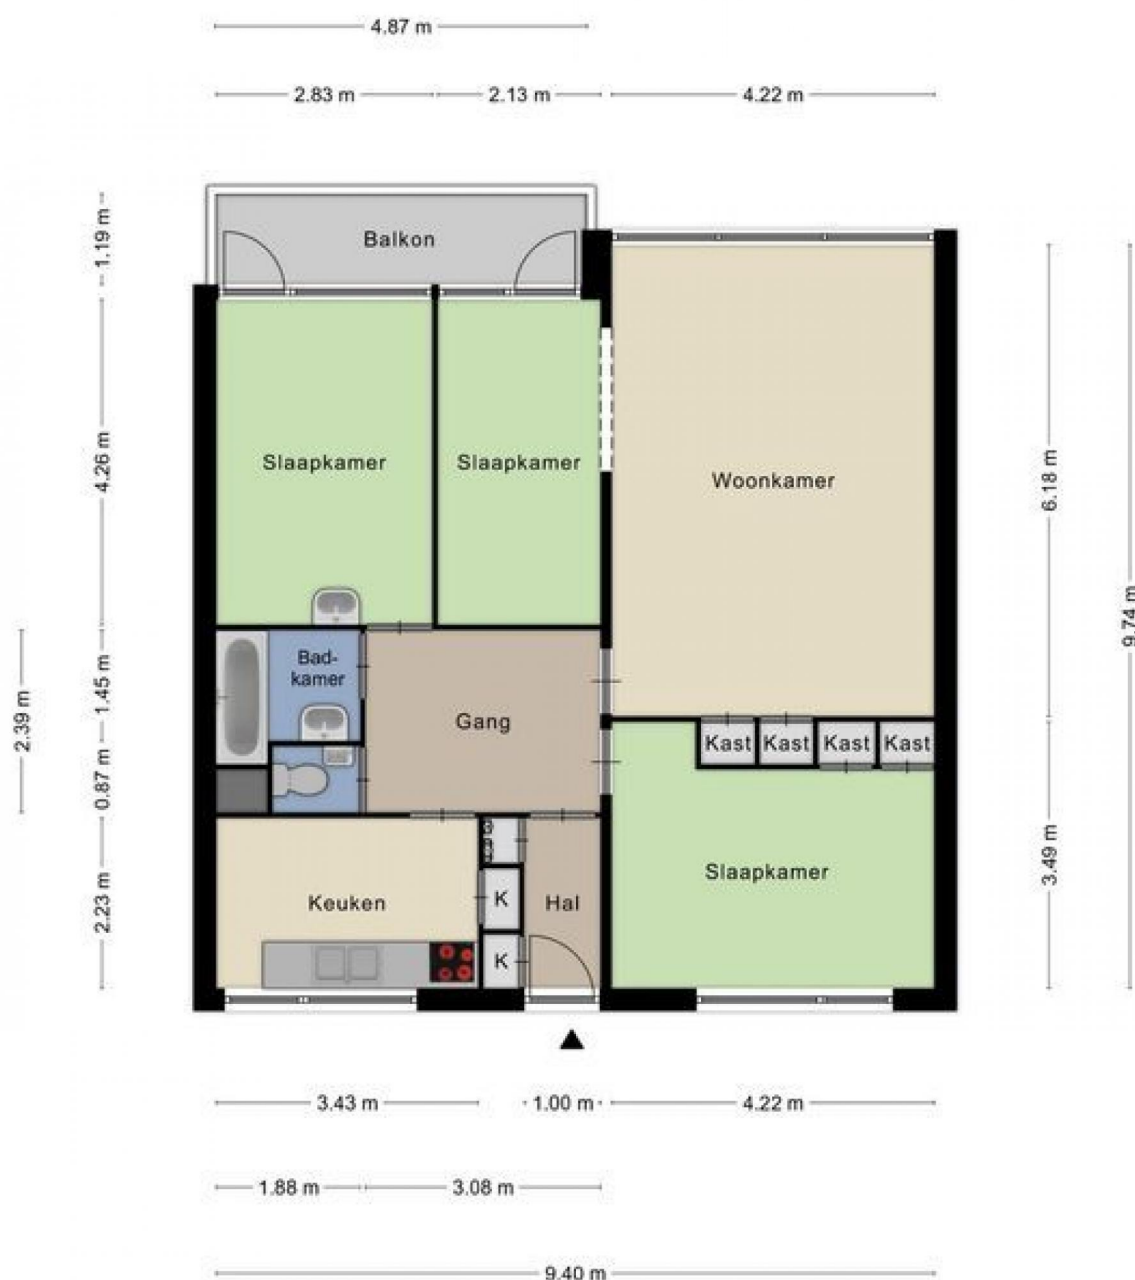 4.87 m
2.83 m
2.13 m
4.22 m
1.19 m
Balkon
4.26 m
Slaapkamer
Slaapkamer
Woonkamer
6.18 m
9.74 m
2.39 m
1.45 m
Bad-
kamer
Gang
Kast
Kast
Kast
Kast
0.87 m
Slaapkamer
3.49 m
2.23 m
Keuken
K
Hal
K
3.43 m
1.00 m
4.22 m
1.88 m
3.08 m
9.40 m